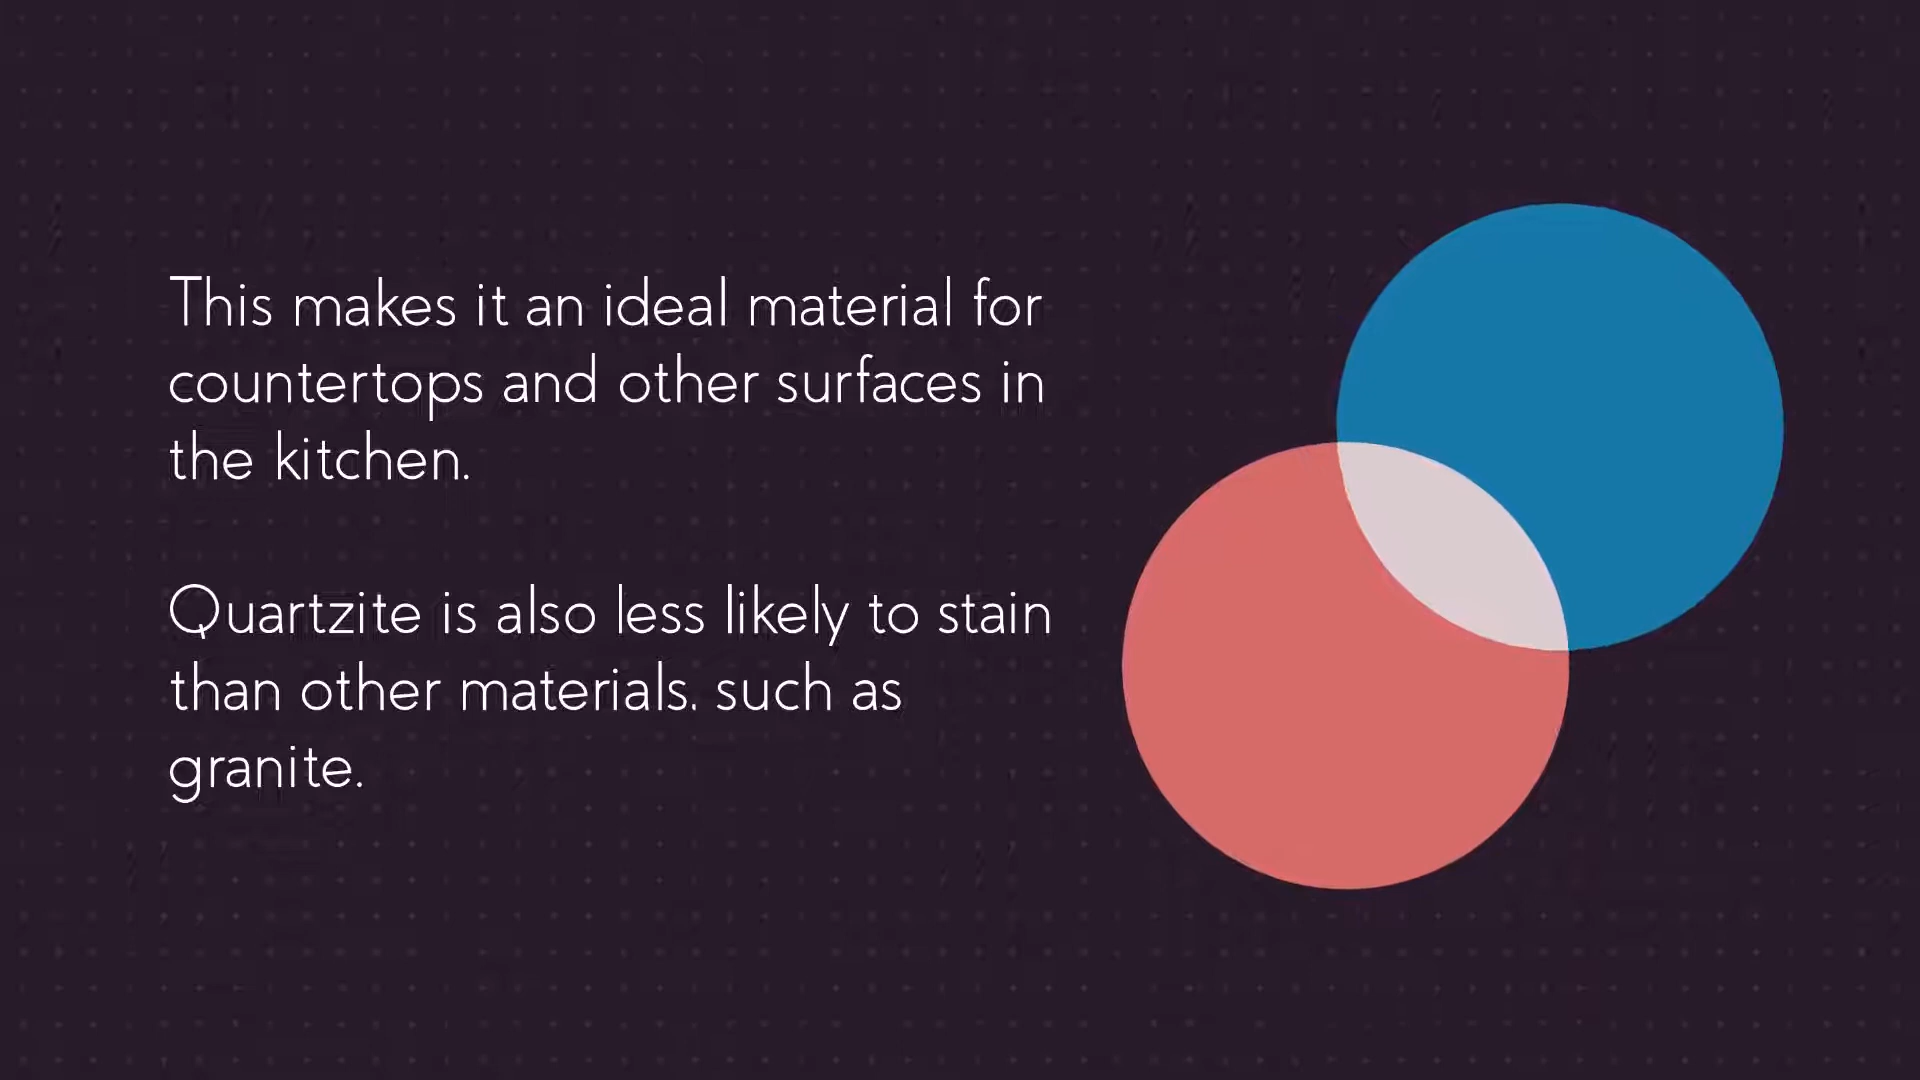 This makes it an ideal material for
countertops and other surfaces in
the kitchen.
Quartzite is also less likely to stain
than other materials, such as
granite.